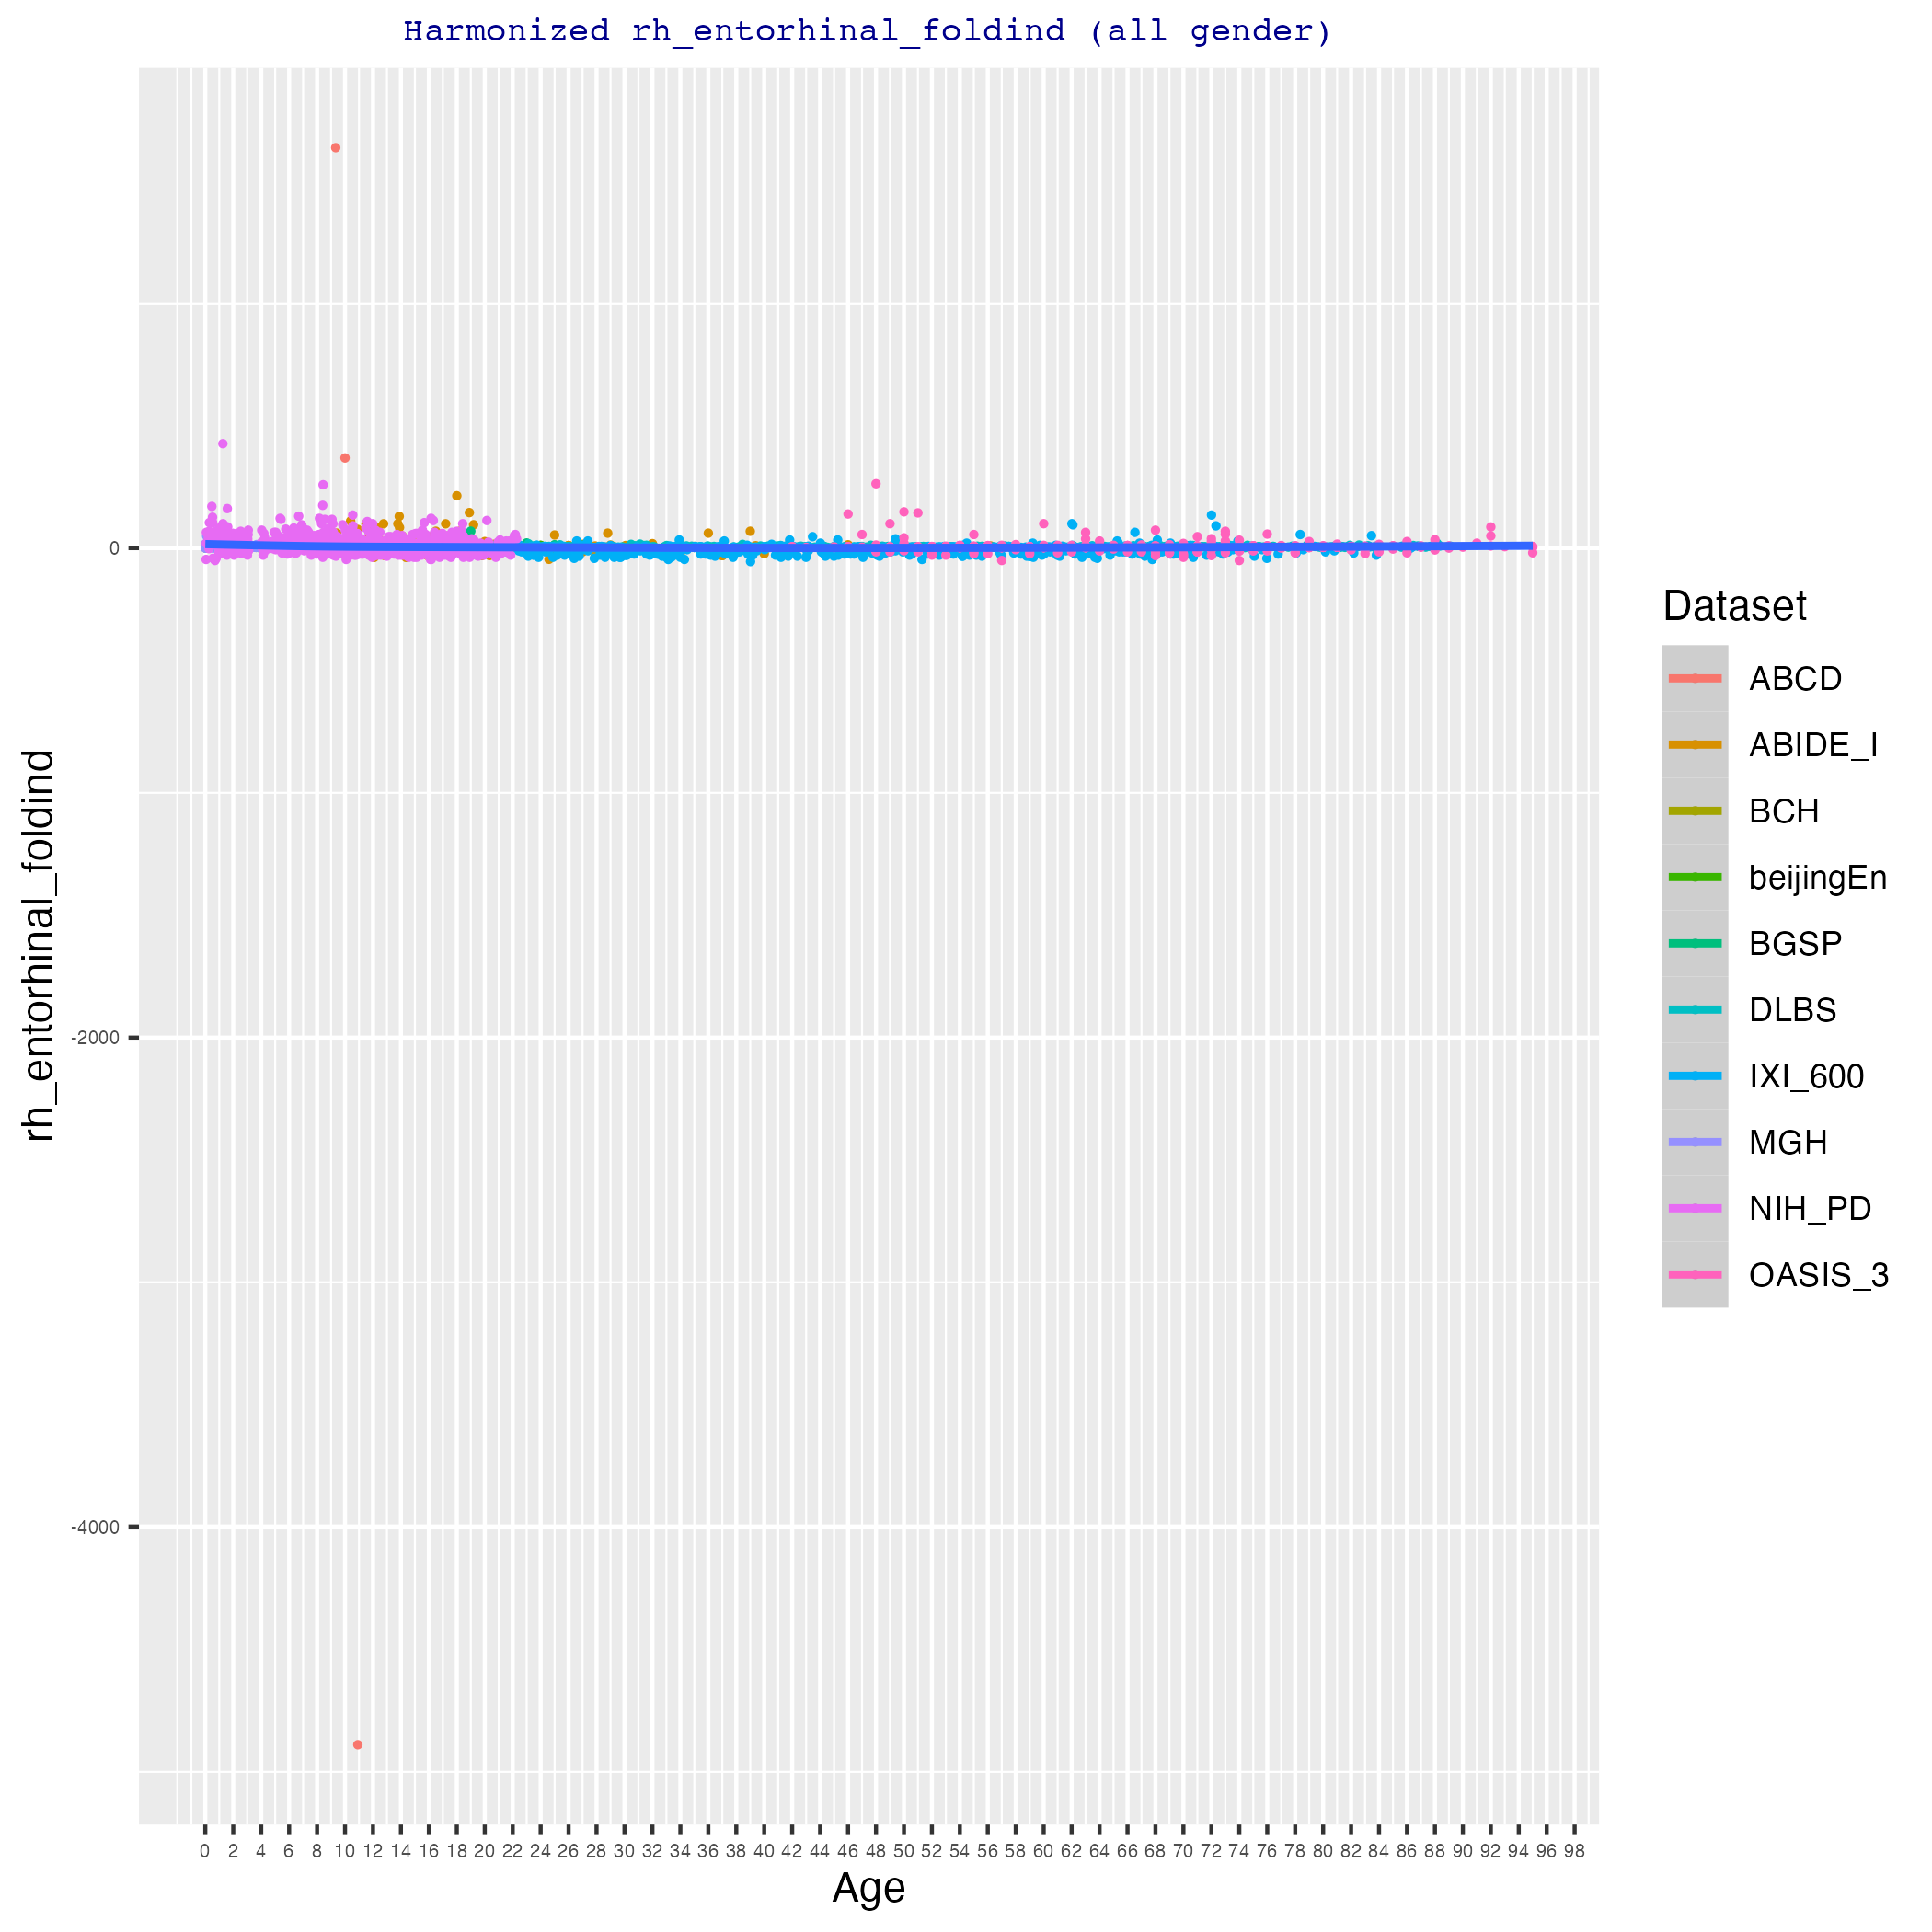 Harmonized rh_entorhinal_foldind (all gender)
rh_entorhinal_foldind
0
-2000
-4000
0 2 4 6 8 10 12 14 16 18 20 22 24 26 28 30 32 34 36 38 40 42 44 46 48 50 52 54 56 58 60 62 64 66 68 70 72 74 76 78 80 82 84 86 88 90 92 94 96 98
Age
Dataset
ABCD
ABIDE_I
BCH
beijingEn
BGSP
DLBS
IXI_600
MGH
NIH_PD
OASIS_3